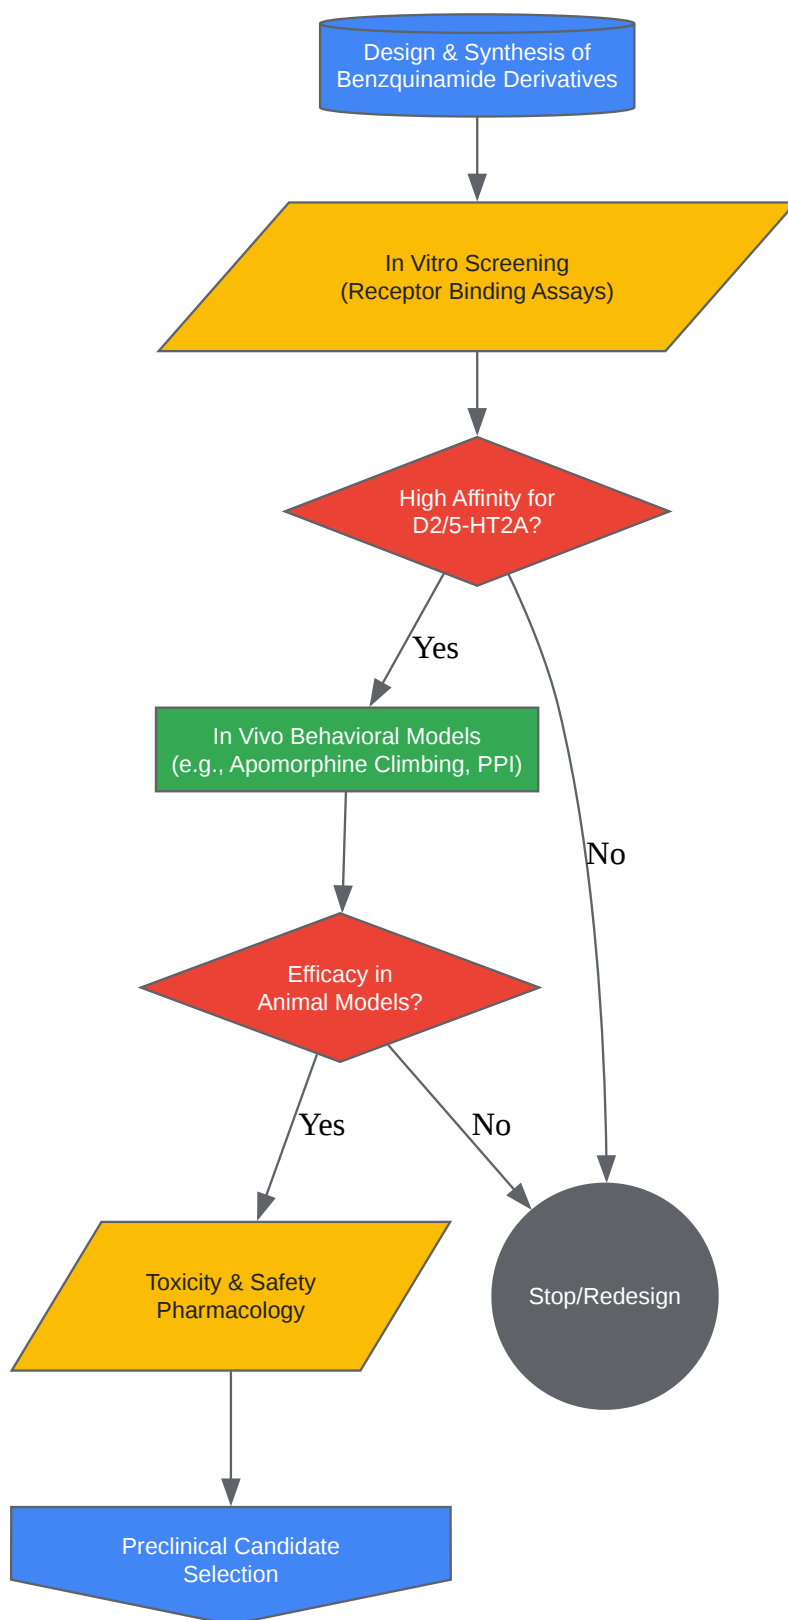 Design & Synthesis of
Benzquinamide Derivatives
In Vitro Screening
(Receptor Binding Assays)
High Affinity for
D2/5-HT2A?
Yes
In Vivo Behavioral Models
(e.g., Apomorphine Climbing, PPI)
No
Efficacy in
Animal Models?
Yes
No
Toxicity & Safety
Pharmacology
Stop/Redesign
Preclinical Candidate
Selection